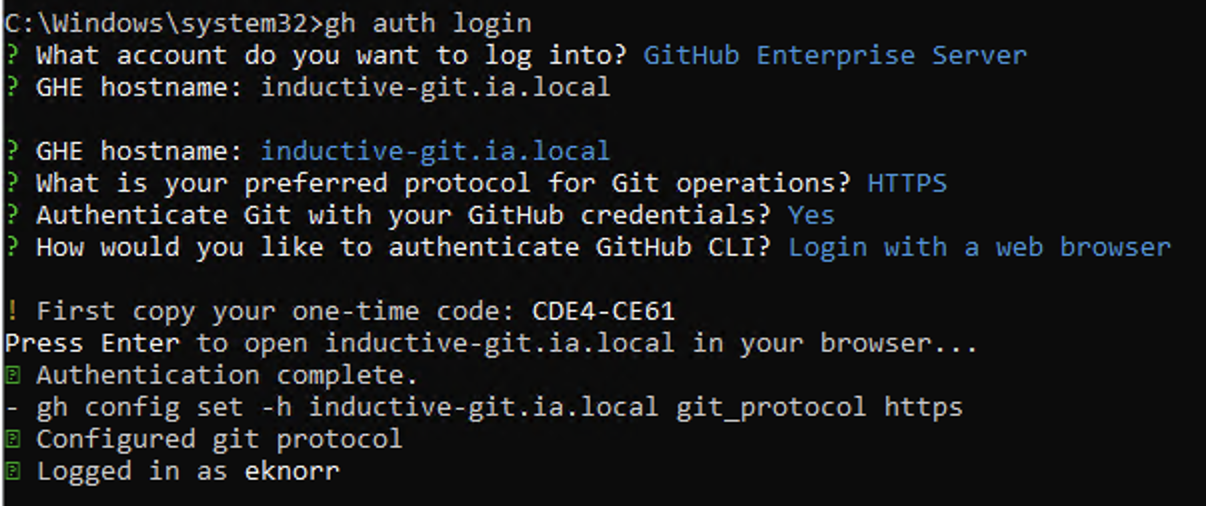 C:\Windows\system32>gh auth login
? What account do you want to log into? GitHub Enterprise Server
? GHE hostname: inductive-git.ia.local
? GHE hostname: inductive-git.ia.local
? What is your preferred protocol for Git operations? HTTPS
? Authenticate Git with your GitHub credentials? Yes
? How would you like to authenticate GitHub CLI? Login with a web browser
! First copy your one-time code: CDE4-CE61
Press Enter to open inductive-git.ia.local in your browser...
⍰ Authentication complete.
- gh config set -h inductive-git.ia.local git_protocol https
⍰ Configured git protocol
⍰ Logged in as eknorr